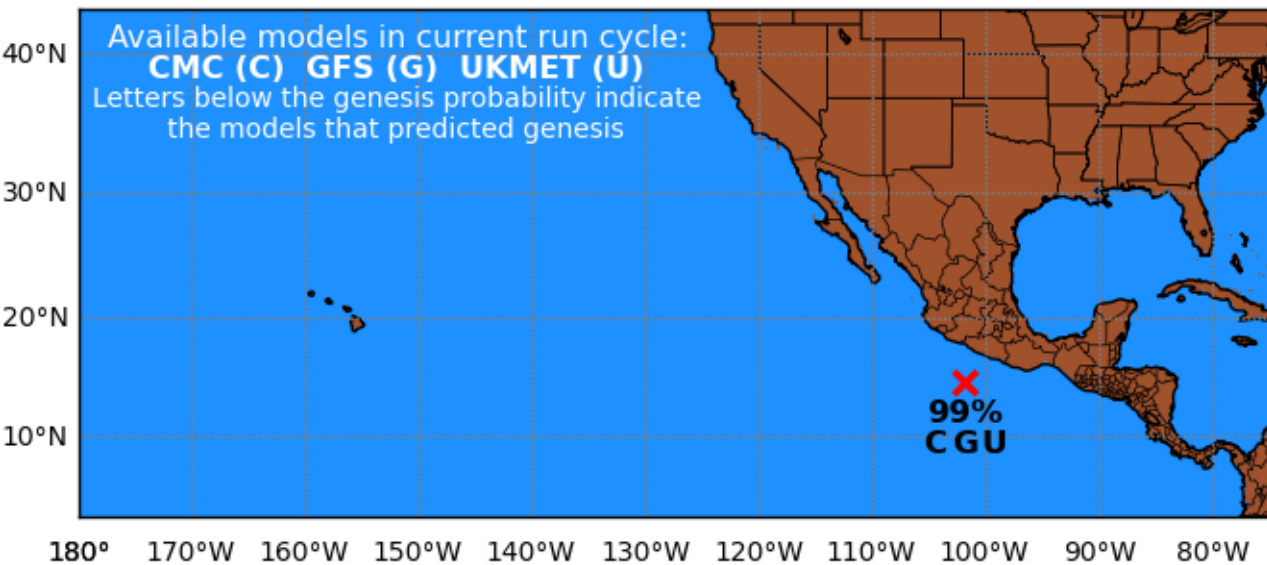 Available models in current run cycle:
CMC (C) GFS (G) UKMET (U)
Letters below the genesis probability indicate
the models that predicted genesis
40°N
30°N
20°N
10°N
99%
C G U
180° 170°W 160°W 150°W 140°W 130°W 120°W 110°W 100°W 90°W 80°W